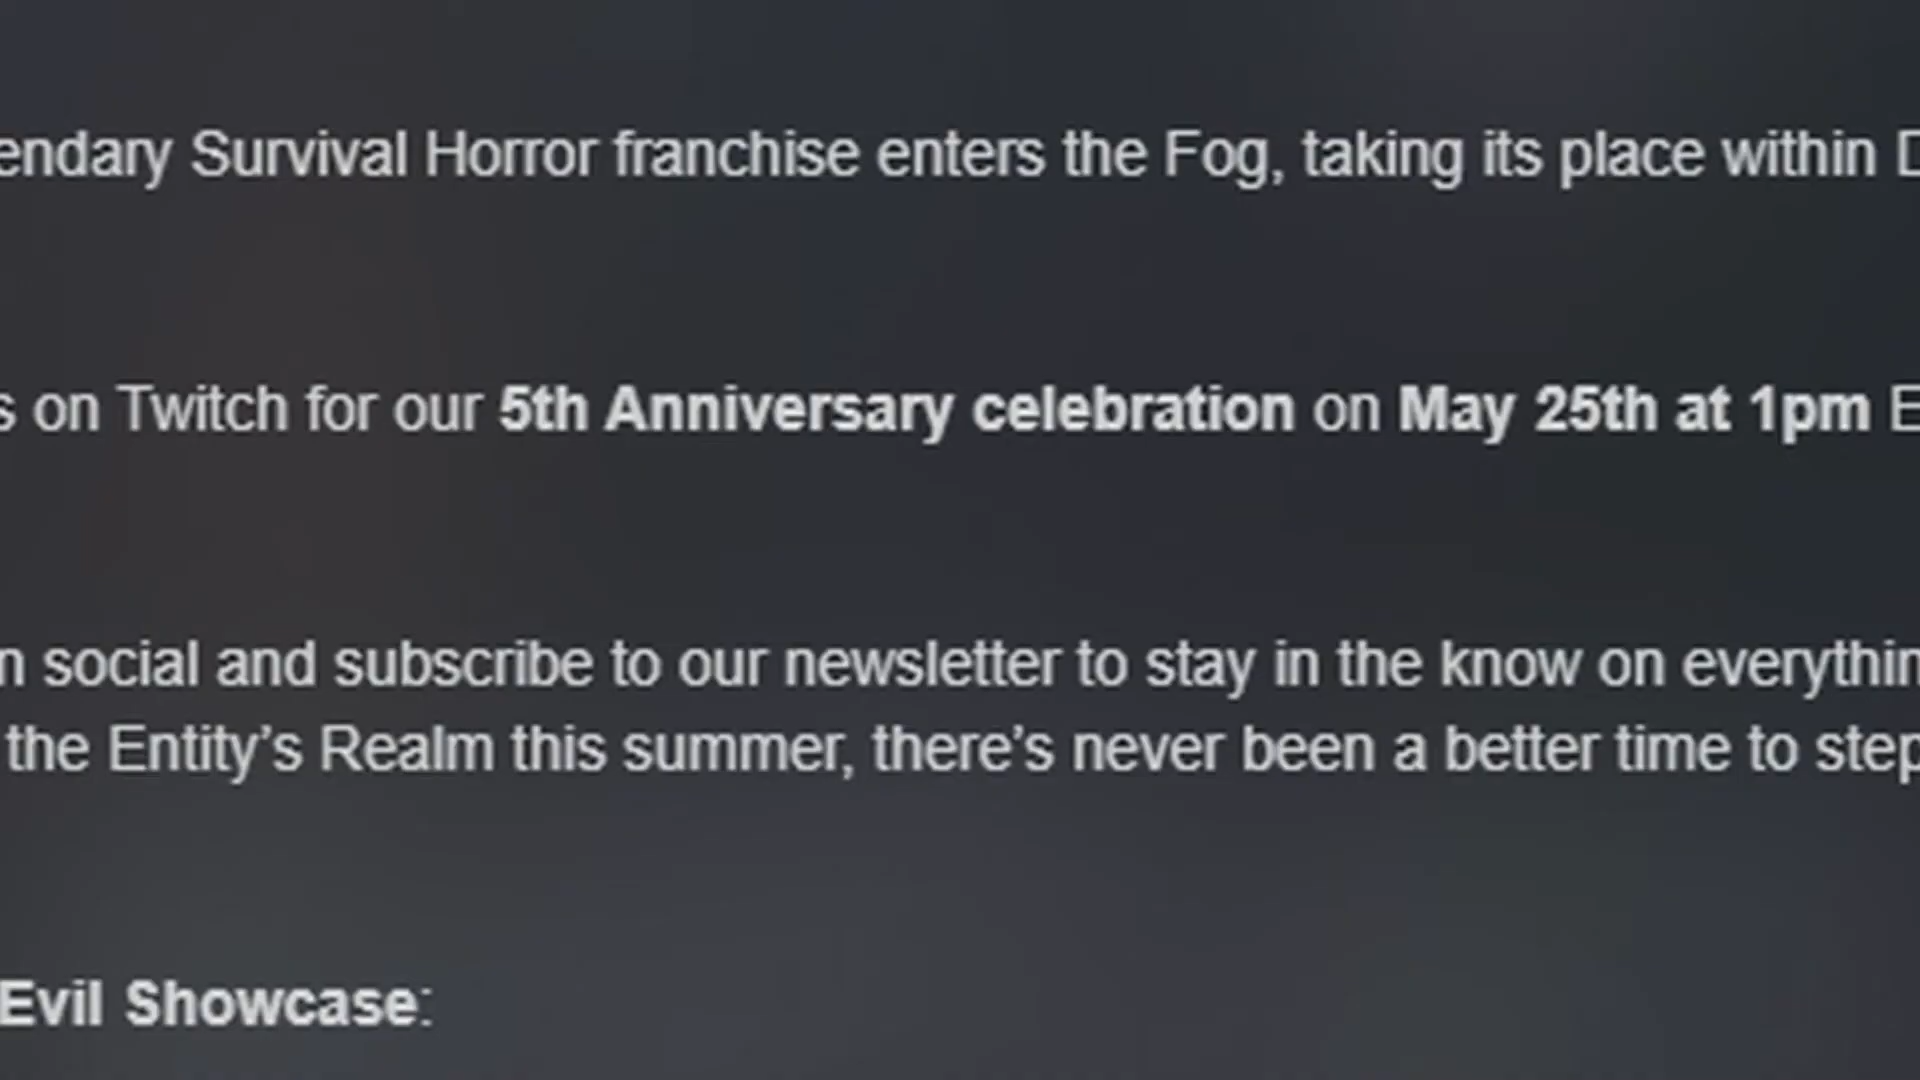 endary Survival Horror franchise enters the Fog, taking its place within D
s on Twitch for our 5th Anniversary celebration on May 25th at 1pm E
n social and subscribe to our newsletter to stay in the know on everythin
the Entity’s Realm this summer, there’s never been a better time to step
Evil Showcase: